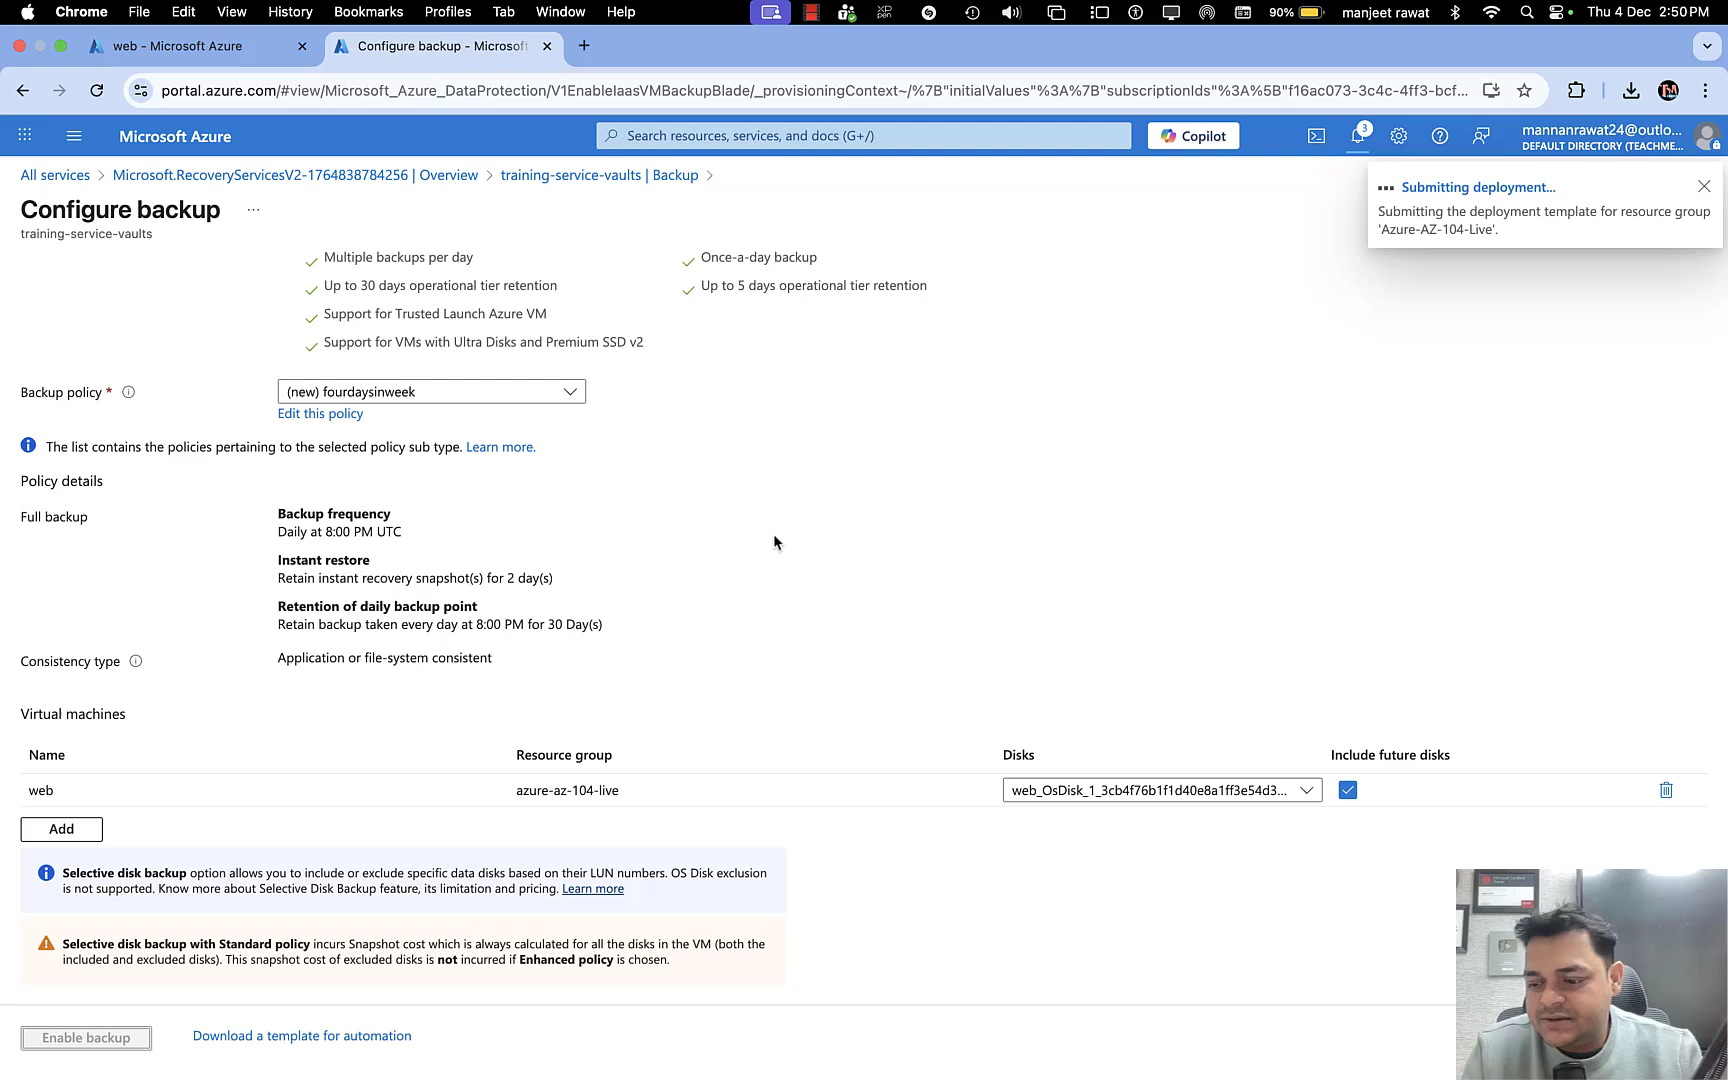 Chrome File Edit View History Bookmarks Profiles Tab Window Help 90% manjeet rawat Thu 4 Dec 2:50 PM
web - Microsoft Azure
Configure backup - Microsoft
portal.azure.com/#view/Microsoft_Azure_DataProtection/V1EnableIaasVMBackupBlade/_provisioningContext~/%7B"initialValues"%3A%7B"subscriptionIds"%3A%5B"f16ac073-3c4c-4ff3-bcf...
Microsoft Azure
Search resources, services, and docs (G+/)
Copilot
3
mannanrawat24@outlo...
DEFAULT DIRECTORY (TEACHME...
All services > Microsoft.RecoveryServicesV2-1764838784256 | Overview > training-service-vaults | Backup >
Submitting deployment...
Submitting the deployment template for resource group
'Azure-AZ-104-Live'.
Configure backup ...
training-service-vaults
Multiple backups per day
Once-a-day backup
Up to 30 days operational tier retention
Up to 5 days operational tier retention
Support for Trusted Launch Azure VM
Support for VMs with Ultra Disks and Premium SSD v2
Backup policy *
(new) fourdaysinweek
Edit this policy
The list contains the policies pertaining to the selected policy sub type. Learn more.
Policy details
Full backup
Backup frequency
Daily at 8:00 PM UTC
Instant restore
Retain instant recovery snapshot(s) for 2 day(s)
Retention of daily backup point
Retain backup taken every day at 8:00 PM for 30 Day(s)
Consistency type
Application or file-system consistent
Virtual machines
Name Resource group Disks Include future disks
web azure-az-104-live web_OsDisk_1_3cb4f76b1f1d40e8a1ff3e54d3...
Add
Selective disk backup option allows you to include or exclude specific data disks based on their LUN numbers. OS Disk exclusion
is not supported. Know more about Selective Disk Backup feature, its limitation and pricing. Learn more
Selective disk backup with Standard policy incurs Snapshot cost which is always calculated for all the disks in the VM (both the
included and excluded disks). This snapshot cost of excluded disks is not incurred if Enhanced policy is chosen.
Enable backup
Download a template for automation